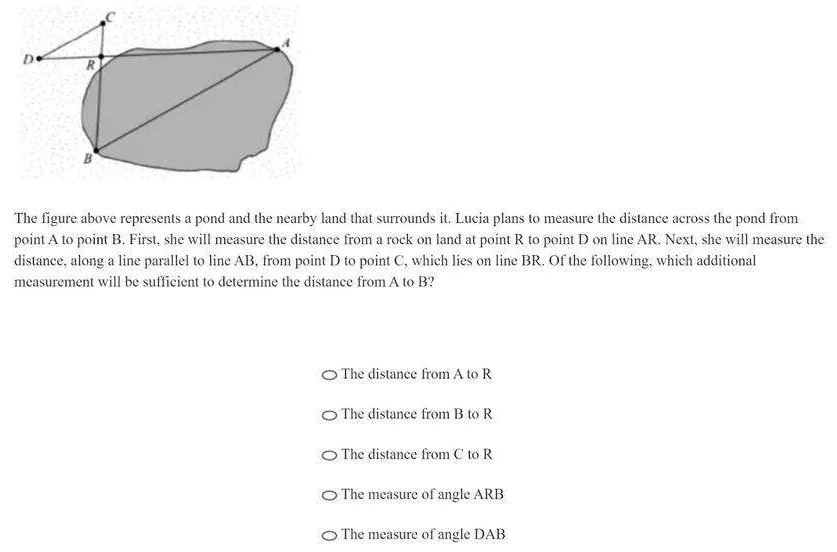 C
A
D
R
B
The figure above represents a pond and the nearby land that surrounds it. Lucia plans to measure the distance across the pond from
point A to point B. First, she will measure the distance from a rock on land at point R to point D on line AR. Next, she will measure the
distance, along a line parallel to line AB, from point D to point C, which lies on line BR. Of the following, which additional
measurement will be sufficient to determine the distance from A to B?
The distance from A to R
The distance from B to R
The distance from C to R
The measure of angle ARB
The measure of angle DAB